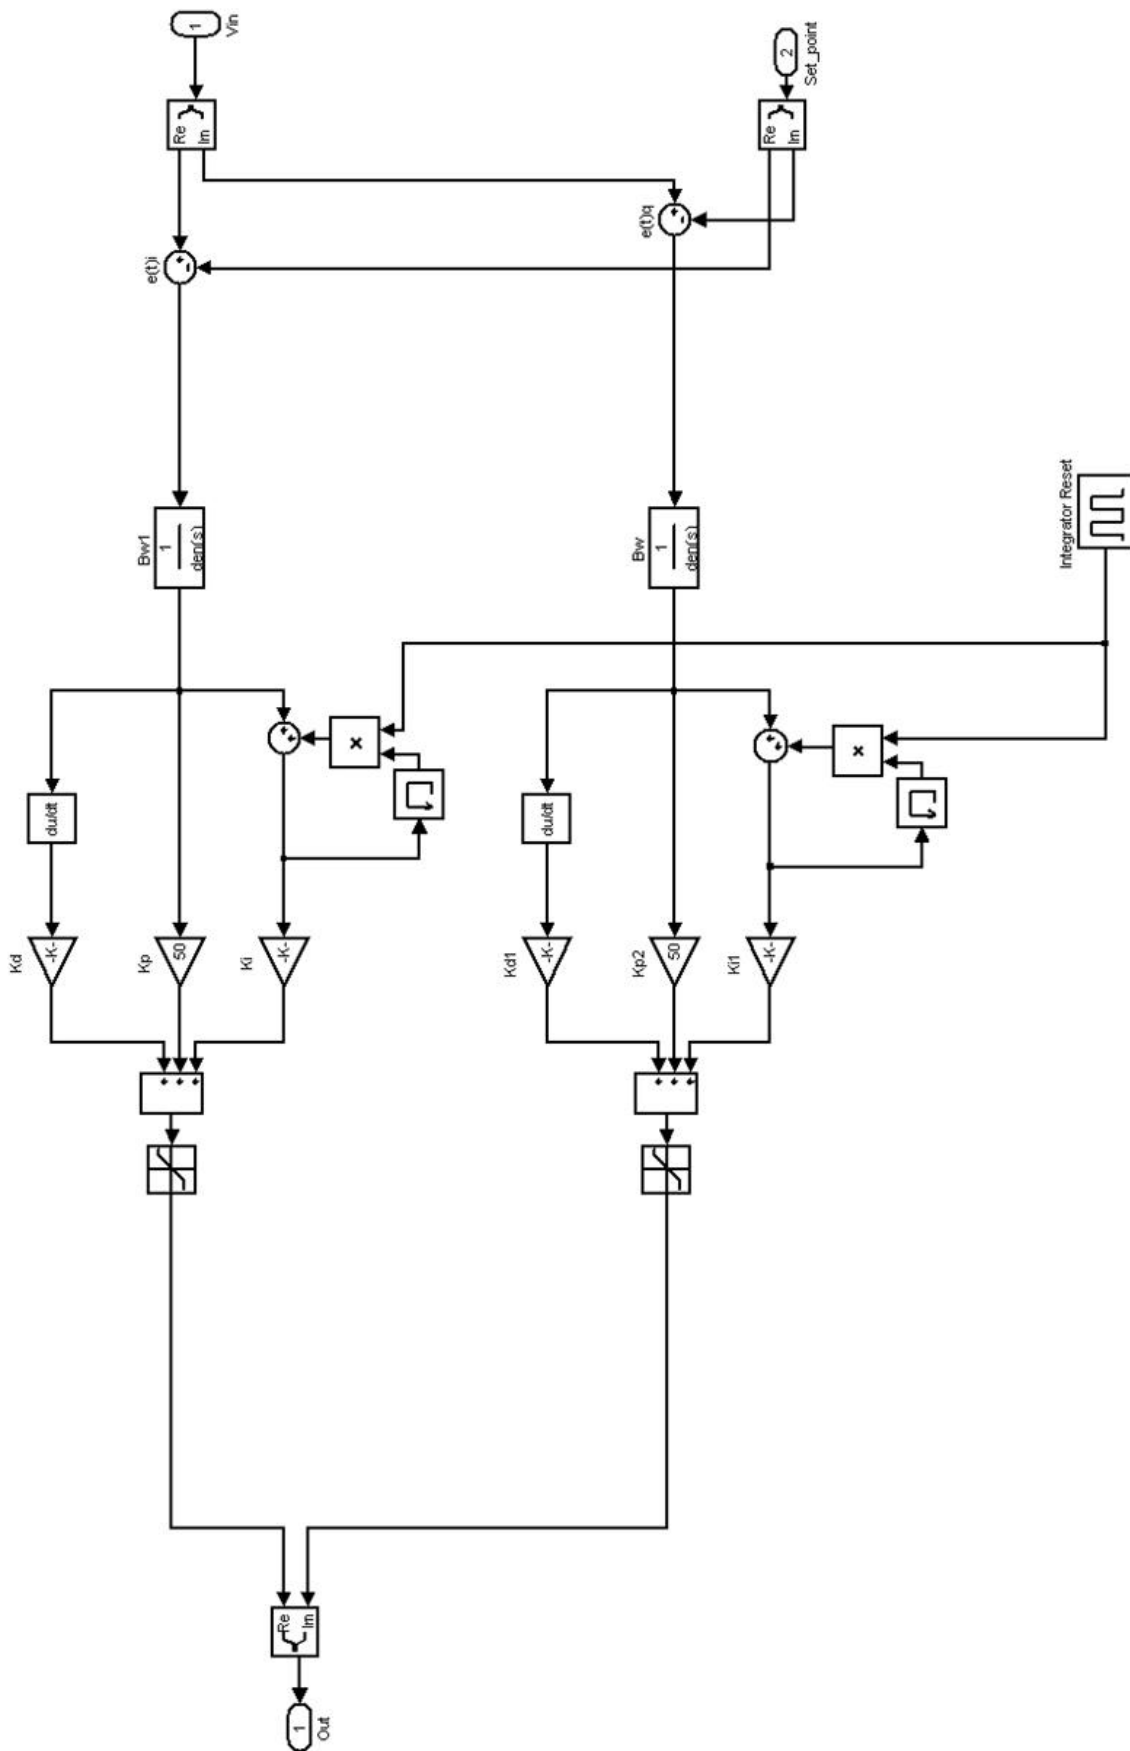 1
Vin
Re
Im
2
Set_point
Re
Im
e(t)i
+
-
e(t)q
+
-
Bw1
1
den(s)
Bw
1
den(s)
Integrator Reset
+
+
×
+
+
×
du/dt
du/dt
Kd
-K-
Kp
50
Ki
-K-
Kd1
-K-
Kp2
50
Ki1
-K-
+
+
+
+
+
+
Re
Im
1
Out